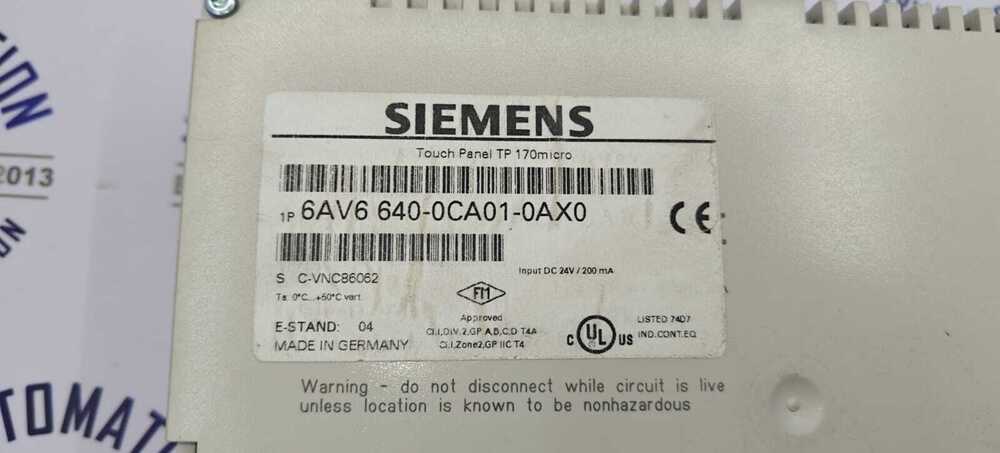 SIEMENS
Touch Panel TP 170micro
1P 6AV6 640-0CA01-0AX0
CE
S C-VNC86062
Input DC 24V / 200 mA
Ta: 0°C...+50°C vert.
FM
Approved
E-STAND: 04
Cl.I,DIV.2,GP.A,B,C,D T4A
MADE IN GERMANY
Cl.I,Zone2,GP IIC T4
C UL US
LISTED 74D7
IND.CONT.EQ
Warning - do not disconnect while circuit is live
unless location is known to be nonhazardous
2013